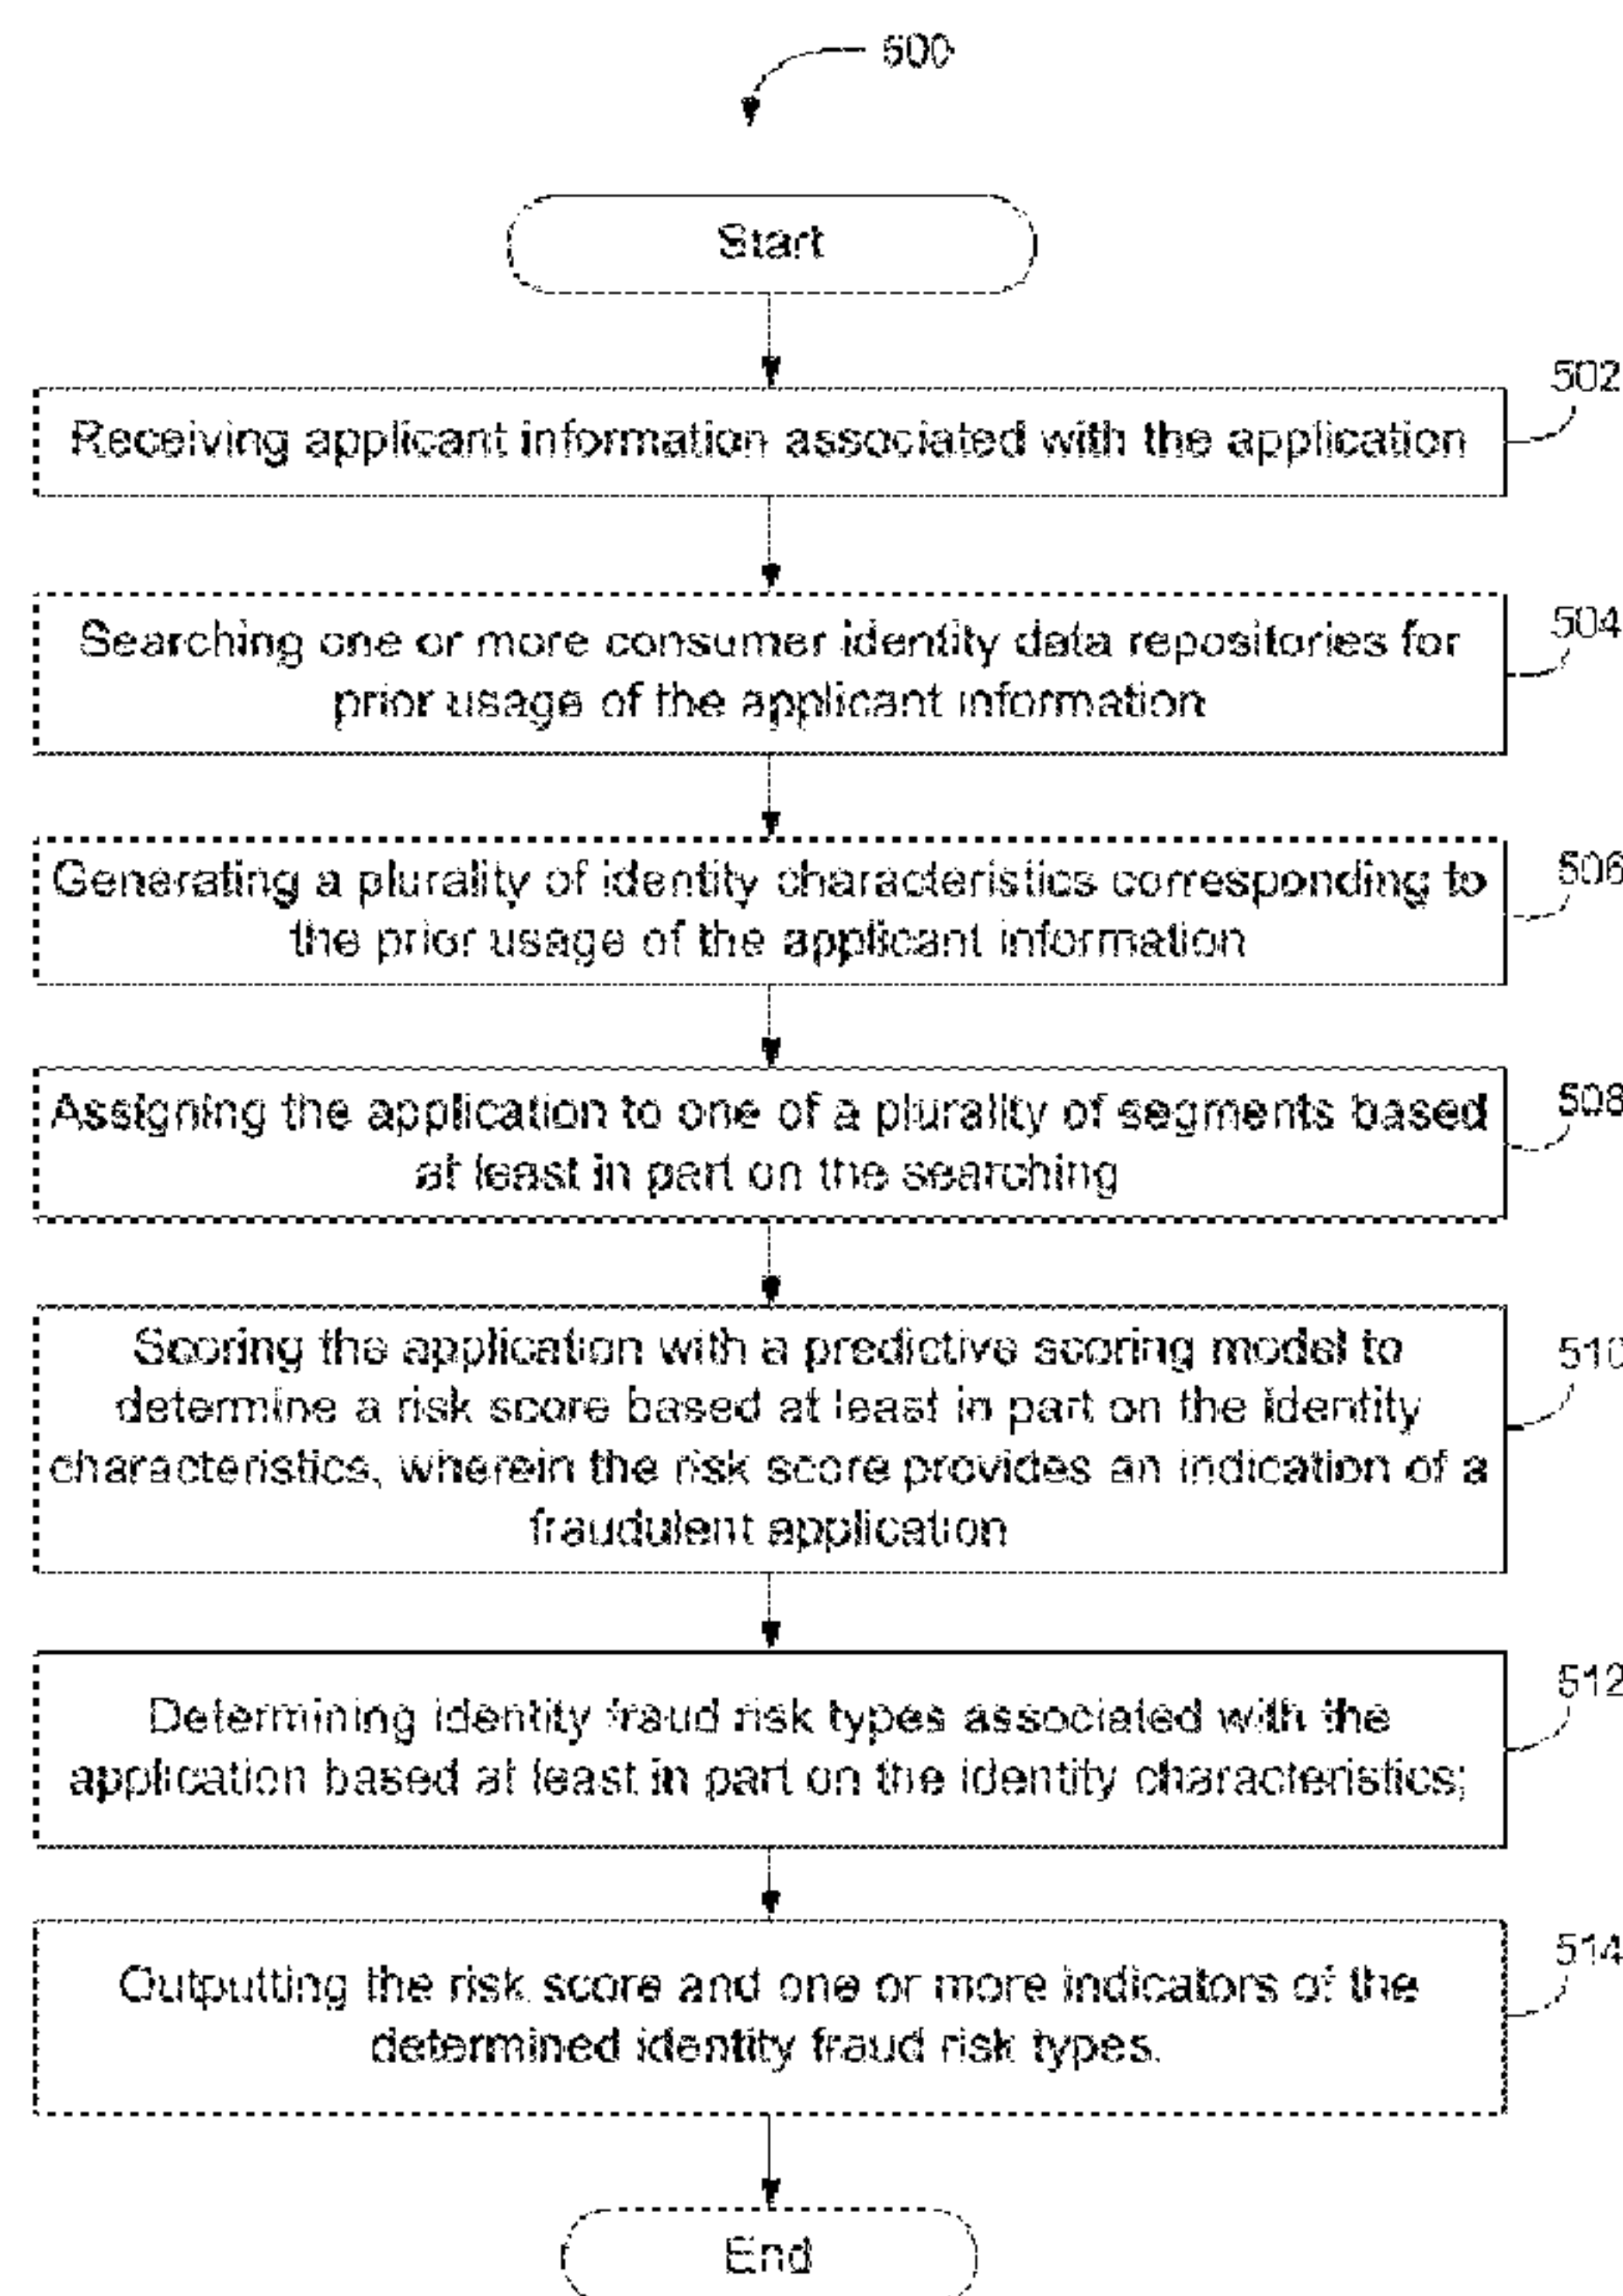 500
Start
502
Receiving applicant information associated with the application
504
Searching one or more consumer identity data repositories for
prior usage of the applicant information
506
Generating a plurality of identity characteristics corresponding to
the prior usage of the applicant information
508
Assigning the application to one of a plurality of segments based
at least in part on the searching
510
Scoring the application with a predictive scoring model to
determine a risk score based at least in part on the identity
characteristics, wherein the risk score provides an indication of a
fraudulent application
512
Determining identity fraud risk types associated with the
application based at least in part on the identity characteristics;
514
Outputting the risk score and one or more indicators of the
determined identity fraud risk types.
End